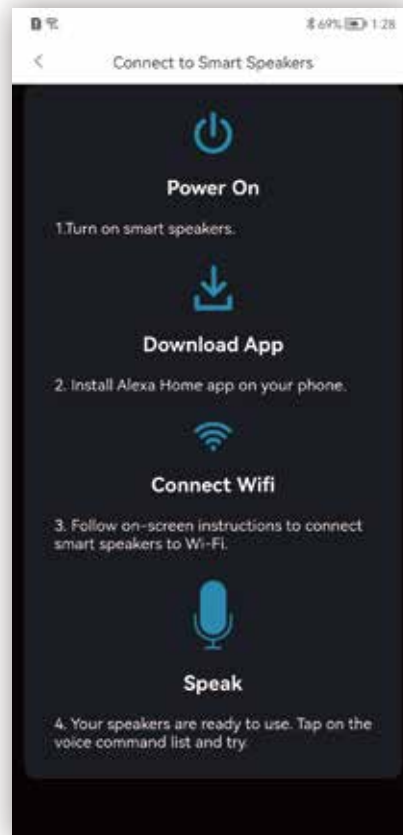 69% 1:28
Connect to Smart Speakers
Power On
1.Turn on smart speakers.
Download App
2. Install Alexa Home app on your phone.
Connect Wifi
3. Follow on-screen instructions to connect
smart speakers to Wi-Fi.
Speak
4. Your speakers are ready to use. Tap on the
voice command list and try.